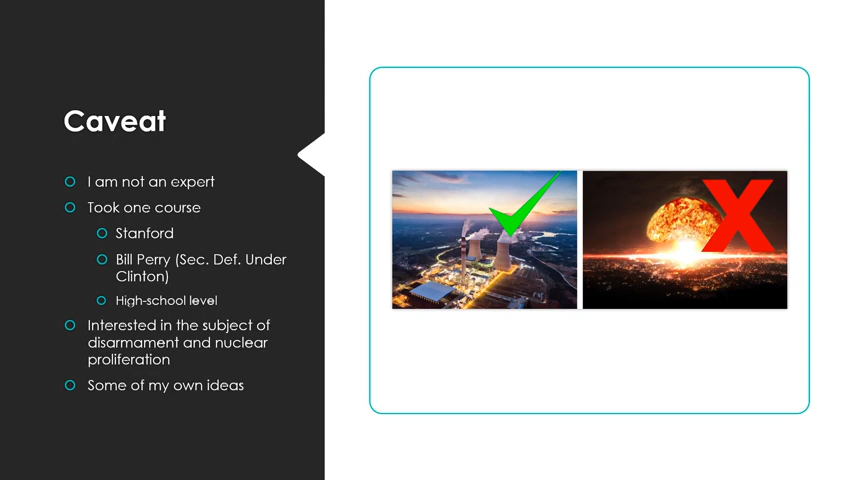 Caveat
I am not an expert
Took one course
Stanford
Bill Perry (Sec. Def. Under
Clinton)
High-school level
Interested in the subject of
disarmament and nuclear
proliferation
Some of my own ideas